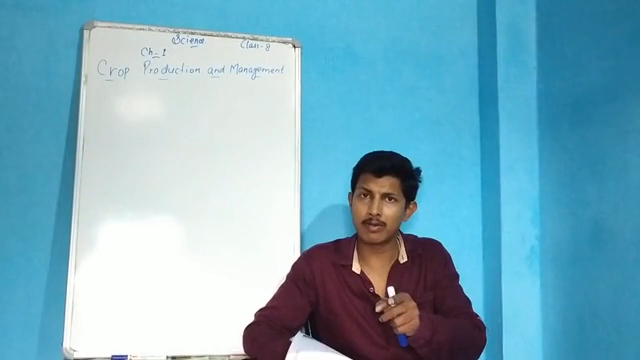 Science Class-8
Ch-1
Crop Production and Management